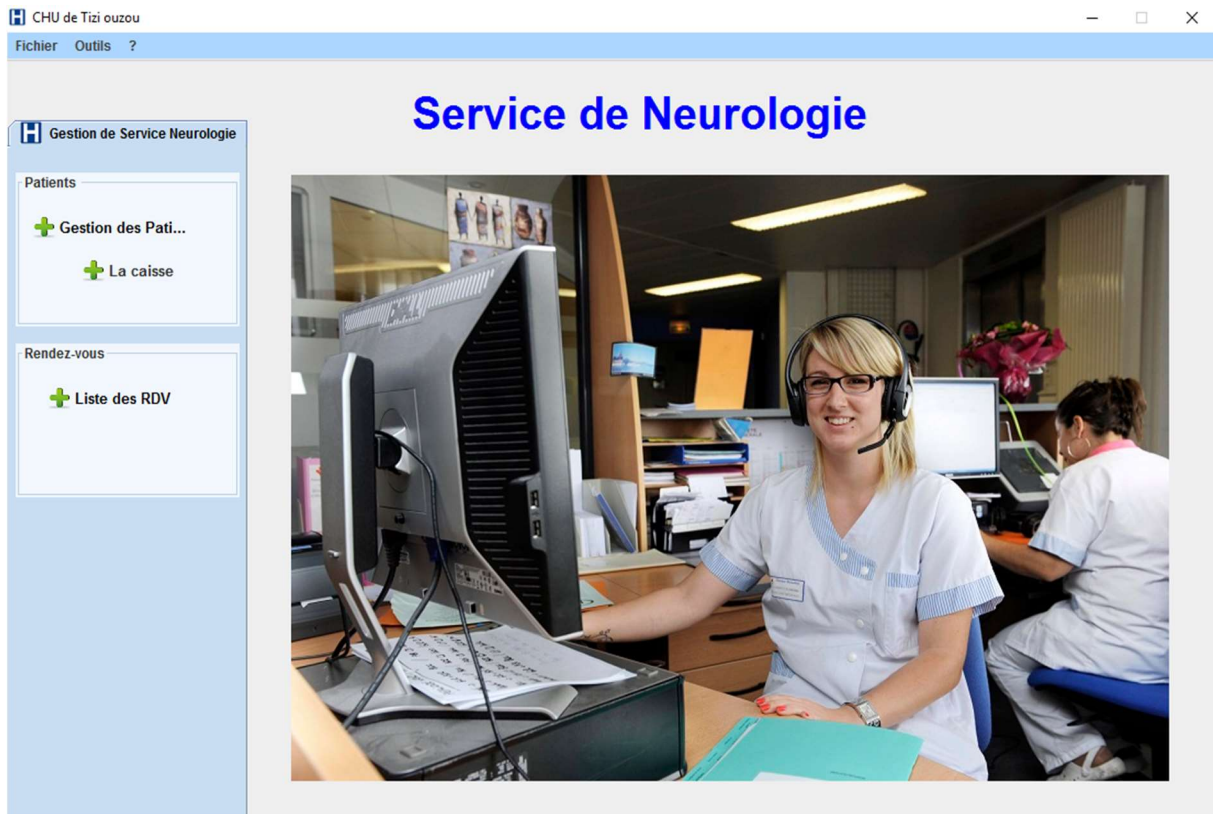 CHU de Tizi ouzou
Fichier Outils ?
Service de Neurologie
Gestion de Service Neurologie
Patients
Gestion des Pati...
La caisse
Rendez-vous
Liste des RDV
DELL